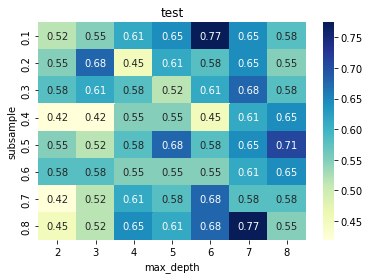 test
0.1 0.52 0.55 0.61 0.65 0.77 0.65 0.58
0.2 0.55 0.68 0.45 0.61 0.58 0.65 0.55
0.3 0.58 0.61 0.58 0.52 0.61 0.68 0.58
0.4 0.42 0.42 0.55 0.55 0.45 0.61 0.65
0.5 0.55 0.52 0.58 0.68 0.58 0.65 0.71
0.6 0.58 0.58 0.55 0.55 0.55 0.61 0.65
0.7 0.42 0.52 0.61 0.58 0.68 0.58 0.58
0.8 0.45 0.52 0.65 0.61 0.68 0.77 0.55
2 3 4 5 6 7 8
max_depth
subsample
0.75
0.70
0.65
0.60
0.55
0.50
0.45